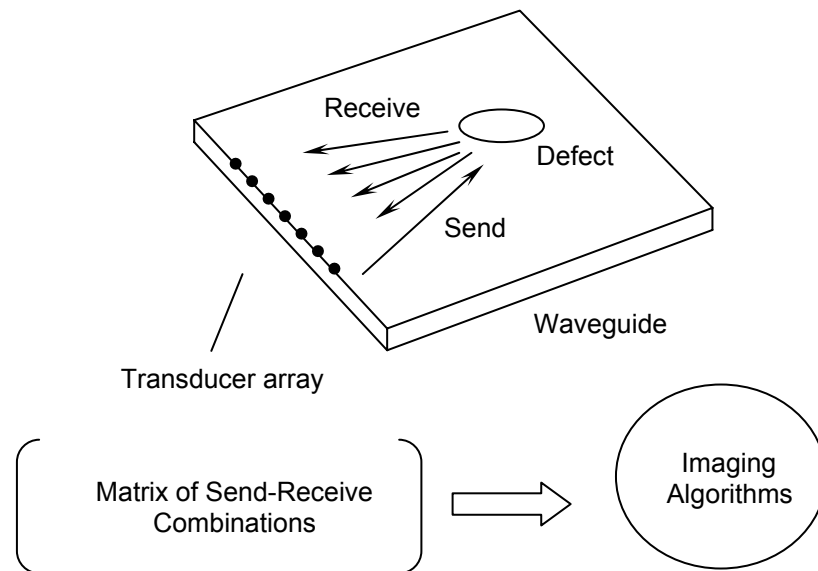 Receive
Defect
Send
Waveguide
Transducer array
Matrix of Send-Receive
Combinations
Imaging
Algorithms